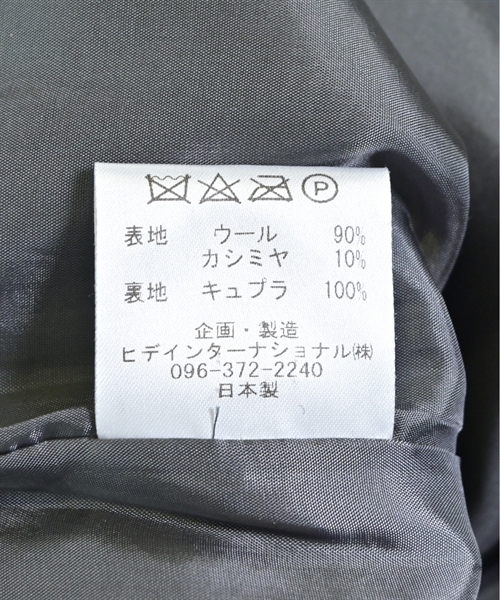 P
表地 ウール 90%
カシミヤ 10%
裏地 キュプラ 100%
企画・製造
ヒデインターナショナル㈱
096-372-2240
日本製